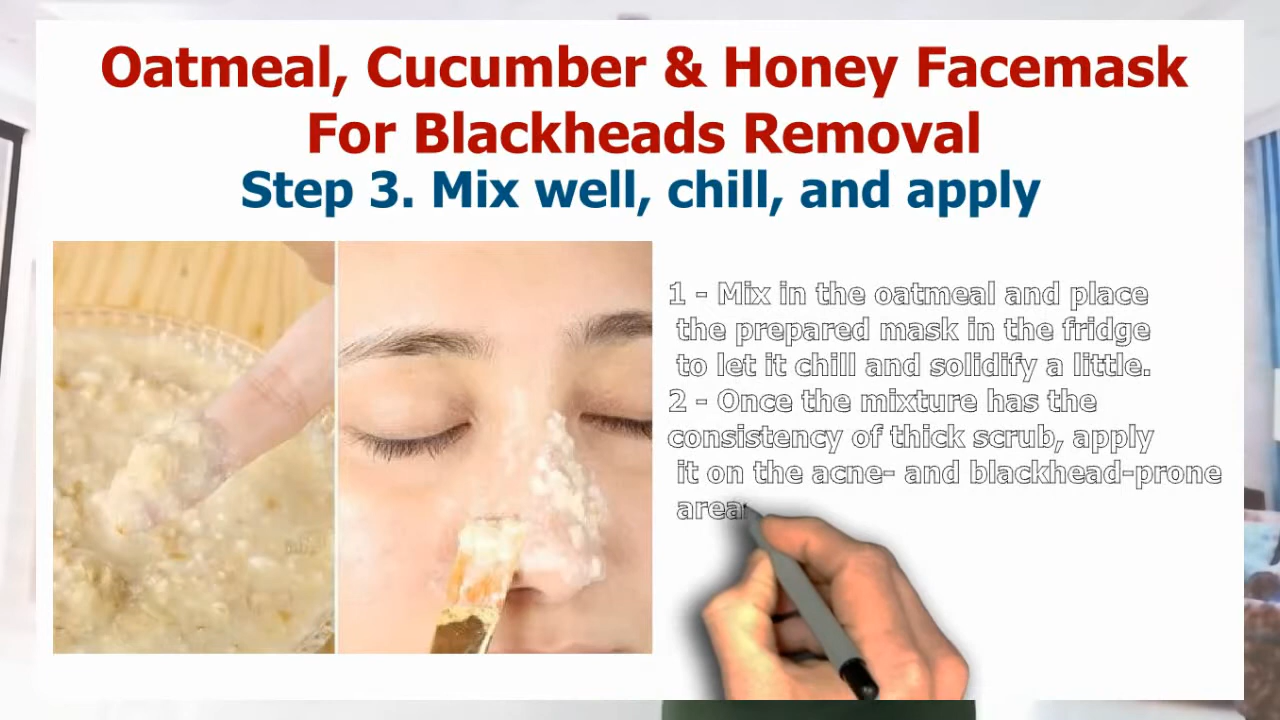 Oatmeal, Cucumber & Honey Facemask
For Blackheads Removal
Step 3. Mix well, chill, and apply
1 - Mix in the oatmeal and place
the prepared mask in the fridge
to let it chill and solidify a little.
2 - Once the mixture has the
consistency of thick scrub, apply
it on the acne- and blackhead-prone
area